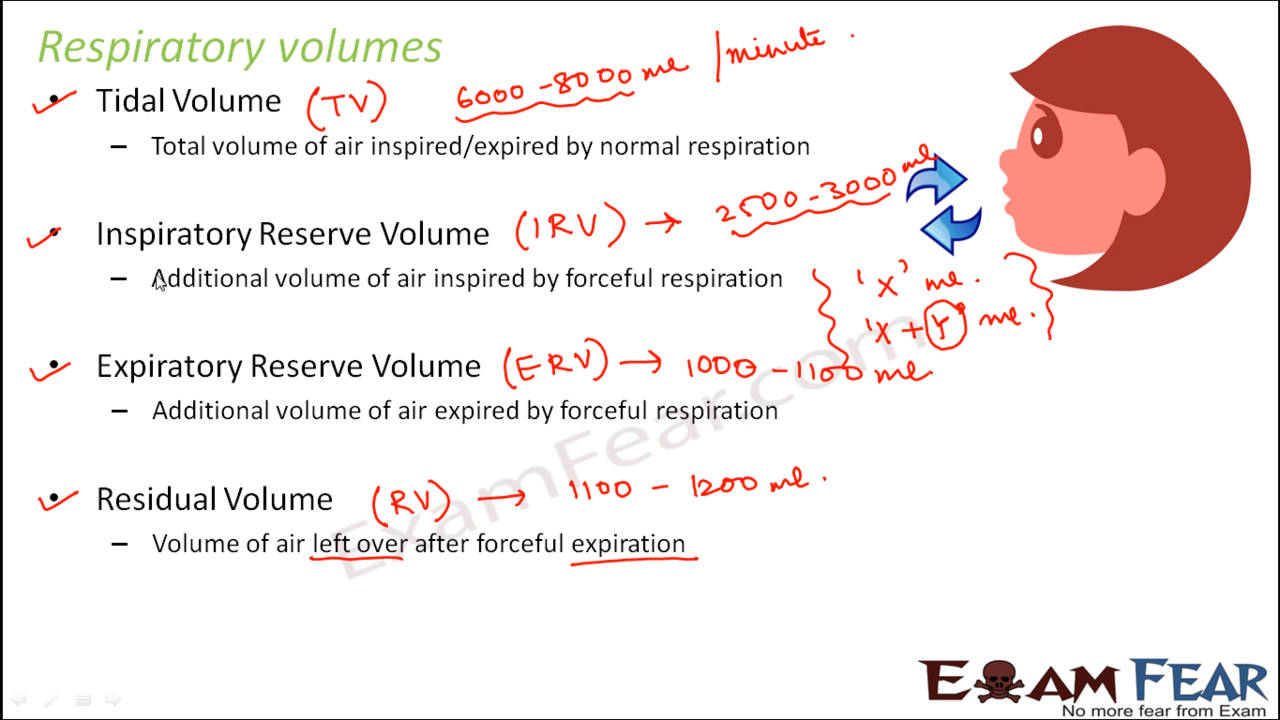 Respiratory volumes
• Tidal Volume (TV) 6000-8000 ml /minute.
– Total volume of air inspired/expired by normal respiration
• Inspiratory Reserve Volume (IRV) → 2500-3000 ml
– Additional volume of air inspired by forceful respiration
'X' ml.
'X + Y' ml.
• Expiratory Reserve Volume (ERV) → 1000-1100 ml.
– Additional volume of air expired by forceful respiration
• Residual Volume (RV) → 1100 - 1200 ml.
– Volume of air left over after forceful expiration
ExamFear.com
EXAM FEAR
No more fear from Exam